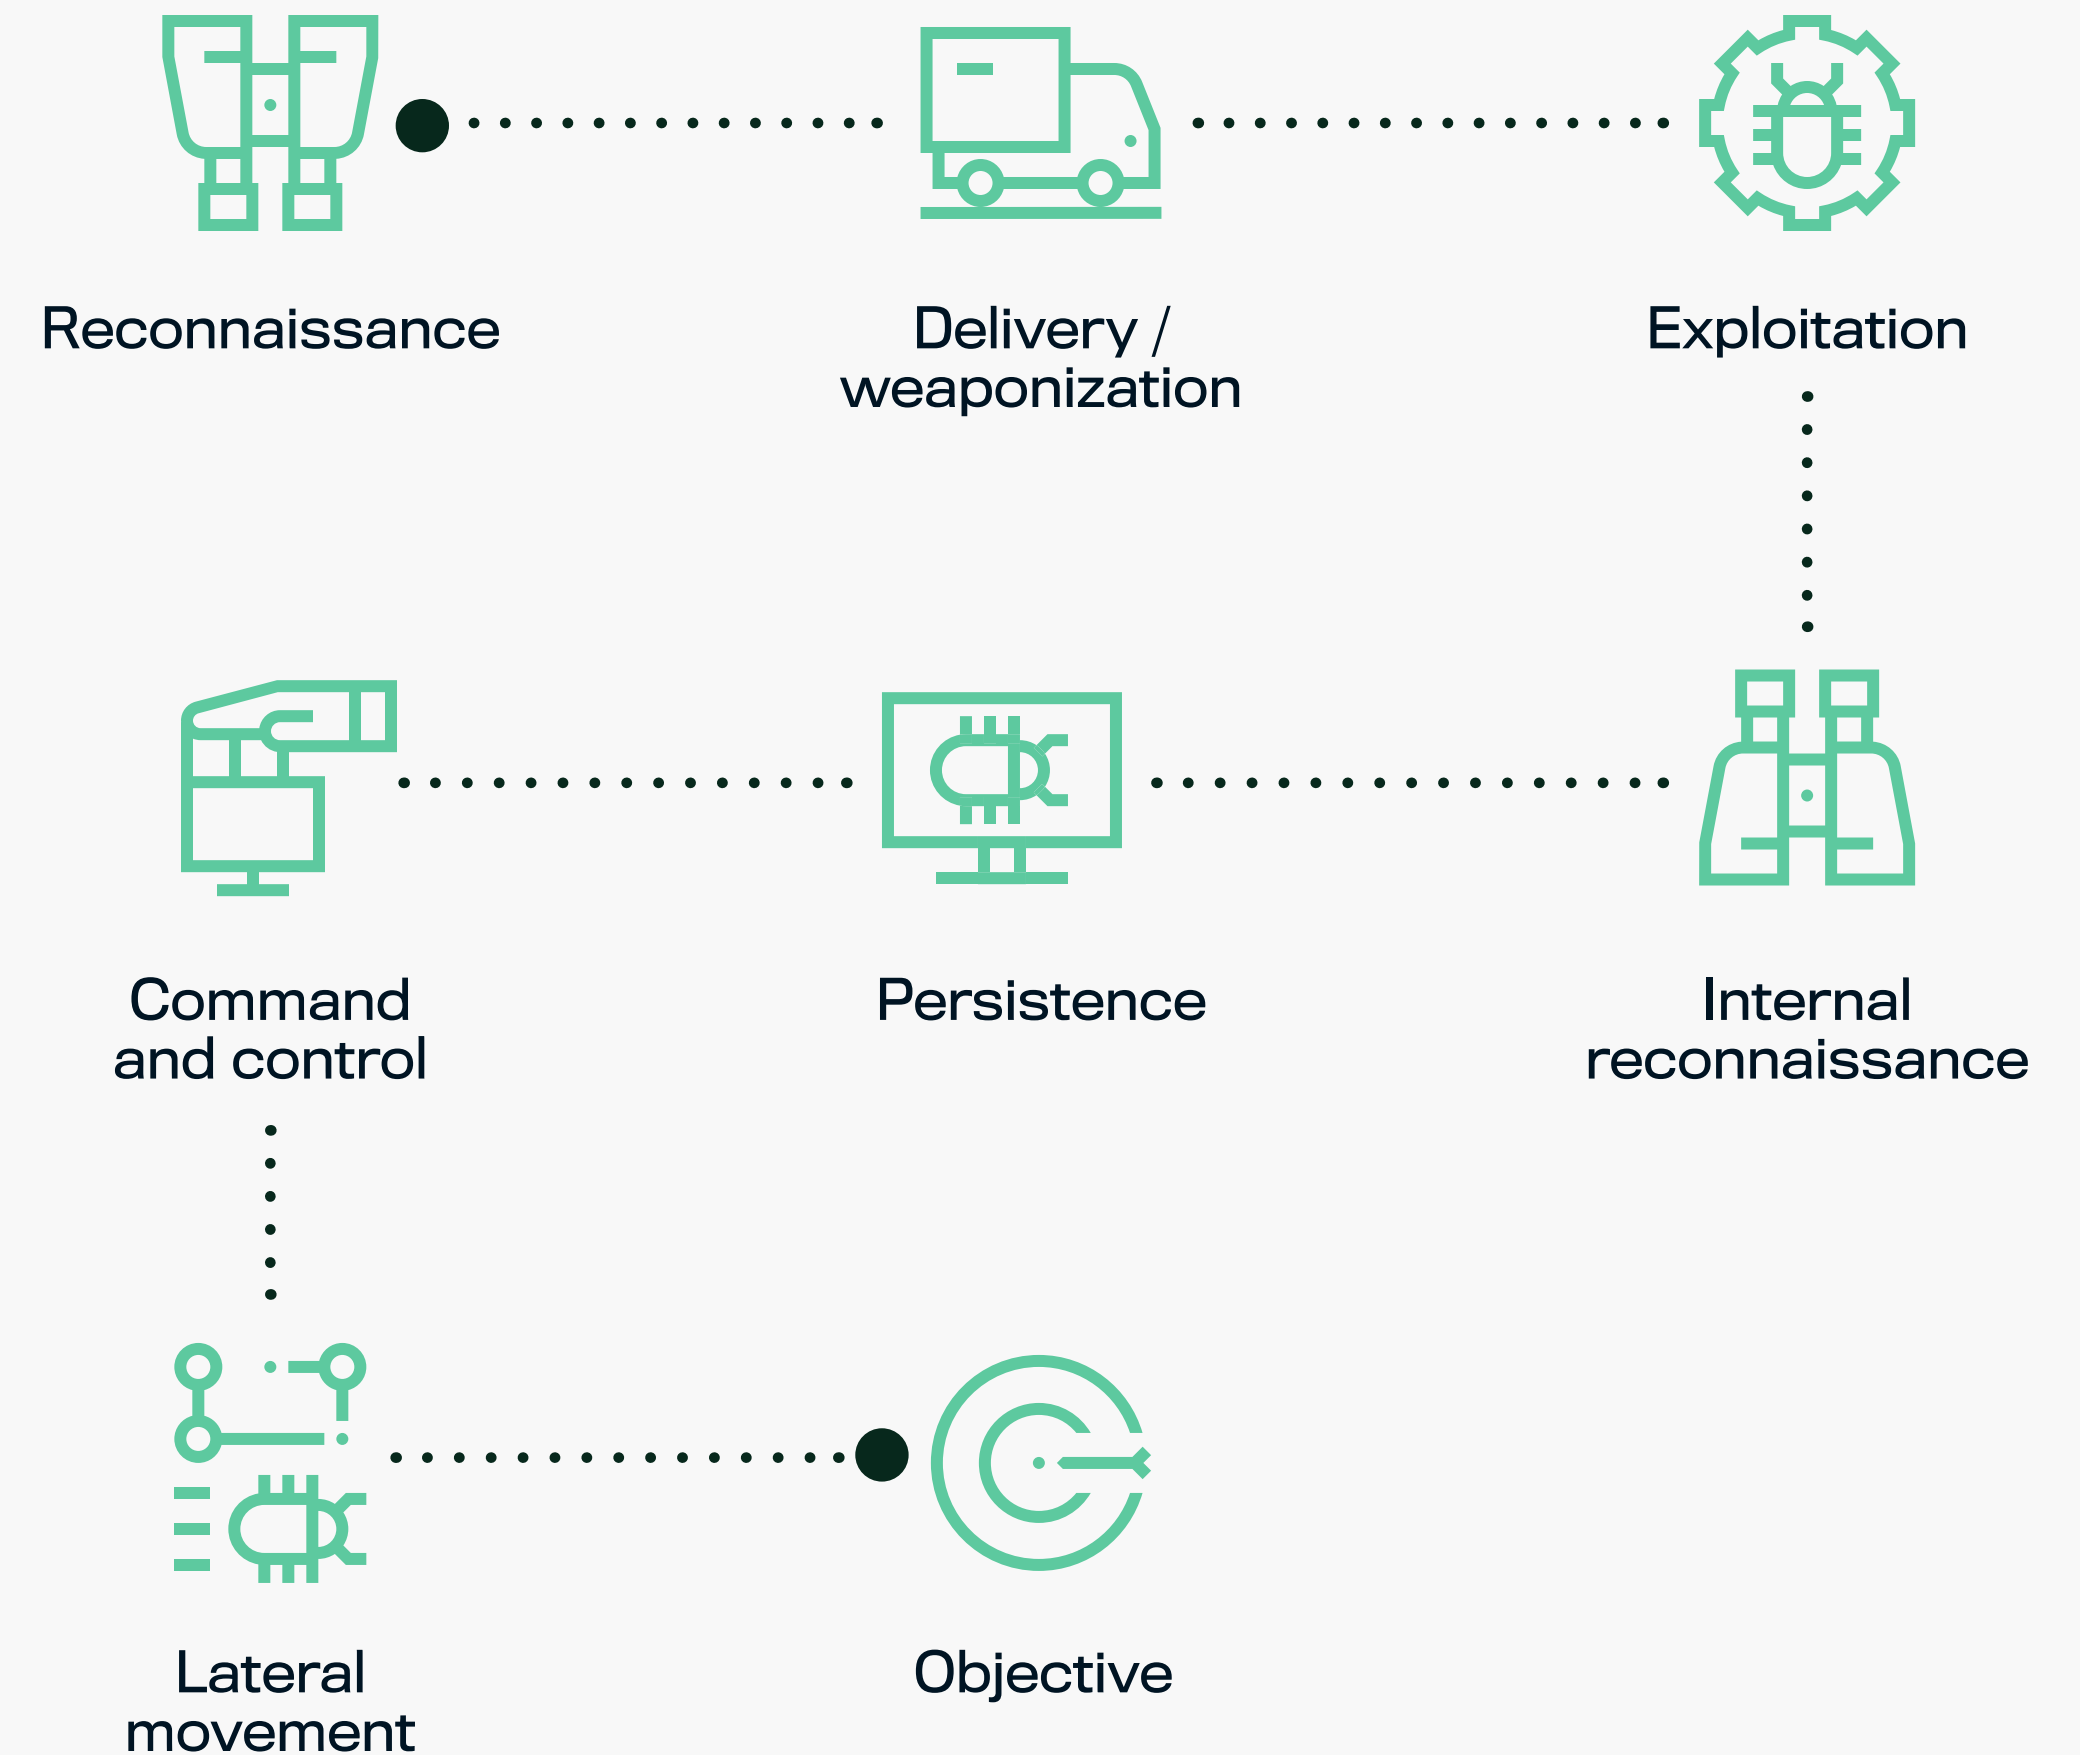 Reconnaissance
Delivery /
weaponization
Exploitation
Command
and control
Persistence
Internal
reconnaissance
Lateral
movement
Objective